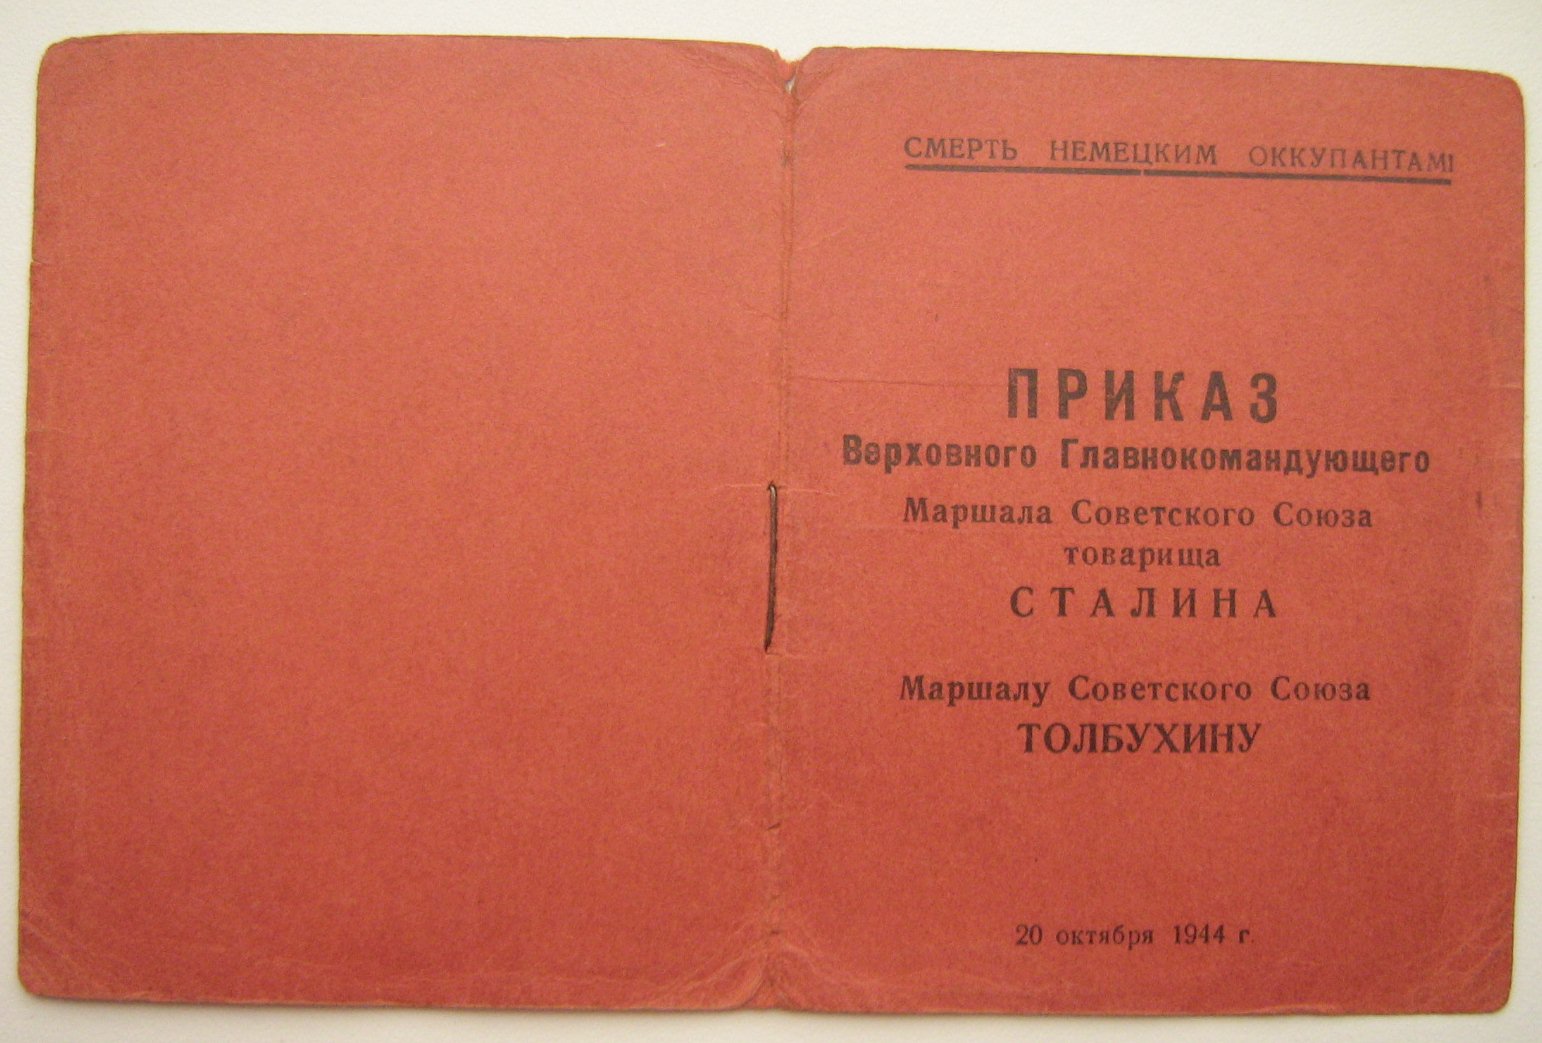 СМЕРТЬ НЕМЕЦКИМ ОККУПАНТАМ!
ПРИКАЗ
Верховного Главнокомандующего
Маршала Советского Союза
товарища
СТАЛИНА
Маршалу Советского Союза
ТОЛБУХИНУ
20 октября 1944 г.